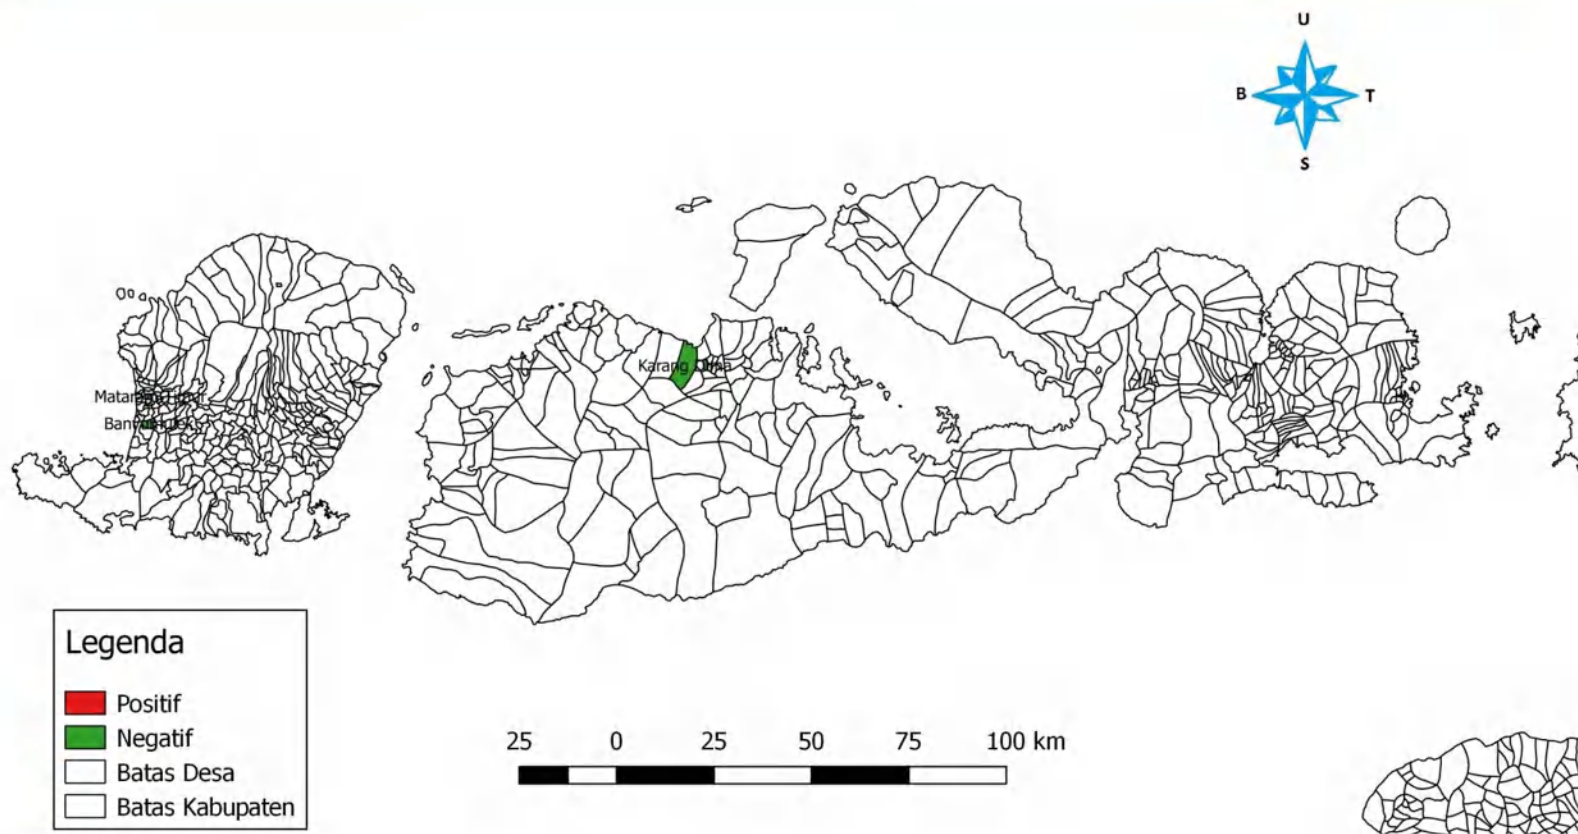 U
B
T
S
Karang Dima
Legenda
Positif
Negatif
Batas Desa
Batas Kabupaten
25 0 25 50 75 100 km